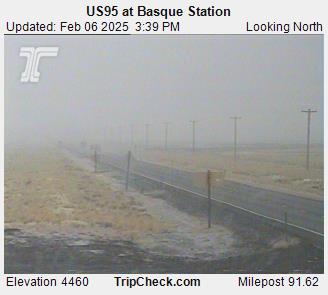 US95 at Basque Station
Updated: Feb 06 2025 3:39 PM Looking North
Elevation 4460 TripCheck.com Milepost 91.62